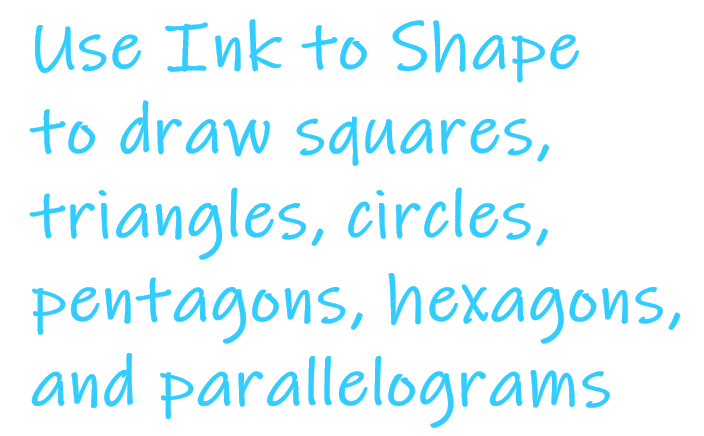 Use Ink to Shape
to draw squares,
triangles, circles,
pentagons, hexagons,
and parallelograms